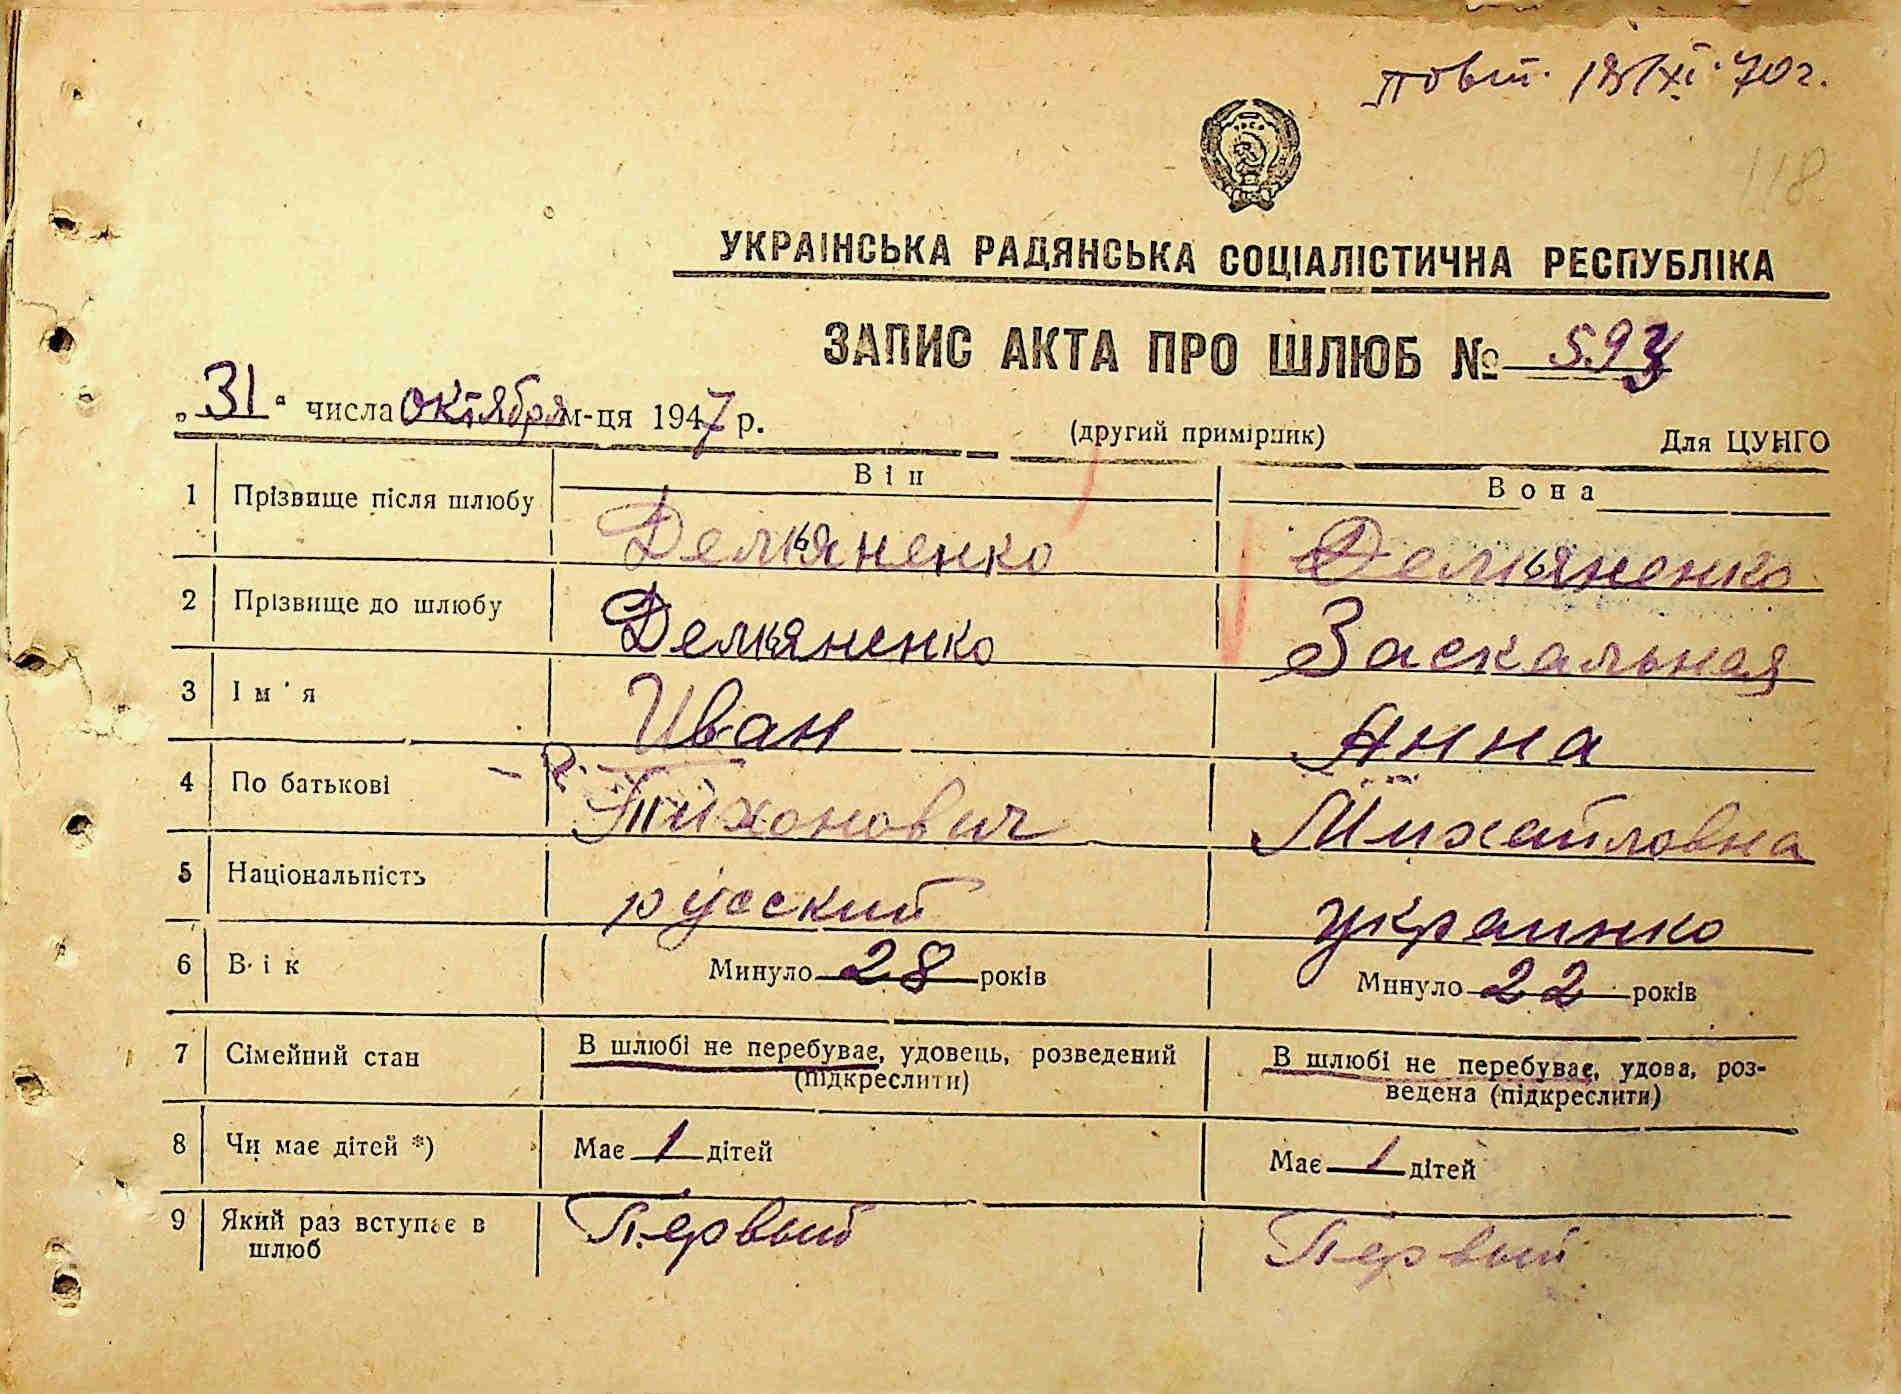 повт. 18/XI. 70г.
118
УКРАЇНСЬКА РАДЯНСЬКА СОЦІАЛІСТИЧНА РЕСПУБЛІКА
ЗАПИС АКТА ПРО ШЛЮБ № 593
„31" числа октября м-ця 1947 р. (другий примірник) Для ЦУНГО
Він Вона
1 Прізвище після шлюбу Демьяненко Демьяненко
2 Прізвище до шлюбу Демьяненко Заскальная
3 Ім'я Иван Анна
4 По батькові Тихонович Михайловна
5 Національність русский украинка
6 Вік Минуло 28 років Минуло 22 років
7 Сімейний стан В шлюбі не перебуває, удовець, розведений (підкреслити) В шлюбі не перебуває, удова, роз-
ведена (підкреслити)
8 Чи має дітей *) Має 1 дітей Має 1 дітей
9 Який раз вступає в Первый Первый
шлюб